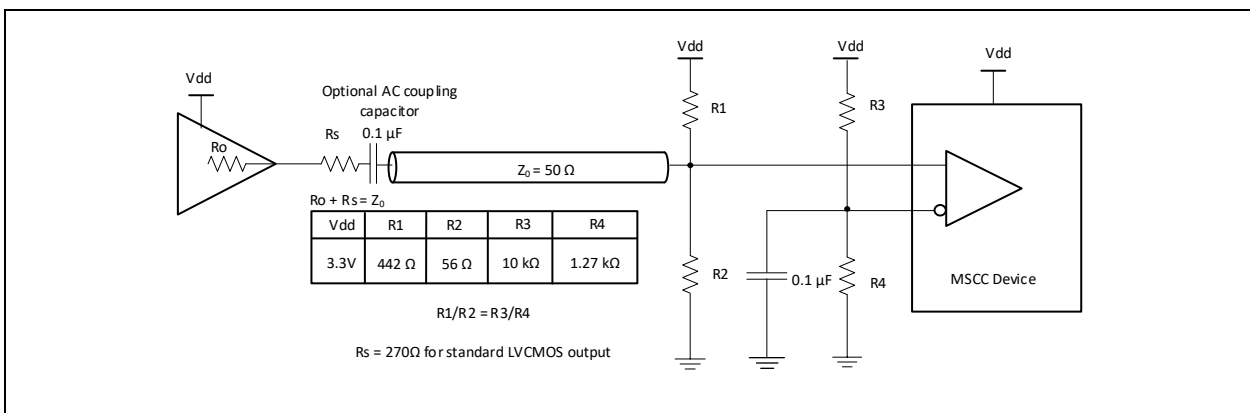 Vdd
Ro
Optional AC coupling
capacitor
Rs
0.1 µF
Z0 = 50 Ω
Ro + Rs = Z0
Vdd R1 R2 R3 R4
3.3V 442 Ω 56 Ω 10 kΩ 1.27 kΩ
R1/R2 = R3/R4
Rs = 270Ω for standard LVCMOS output
Vdd
R1
R2
Vdd
R3
0.1 µF
R4
Vdd
MSCC Device